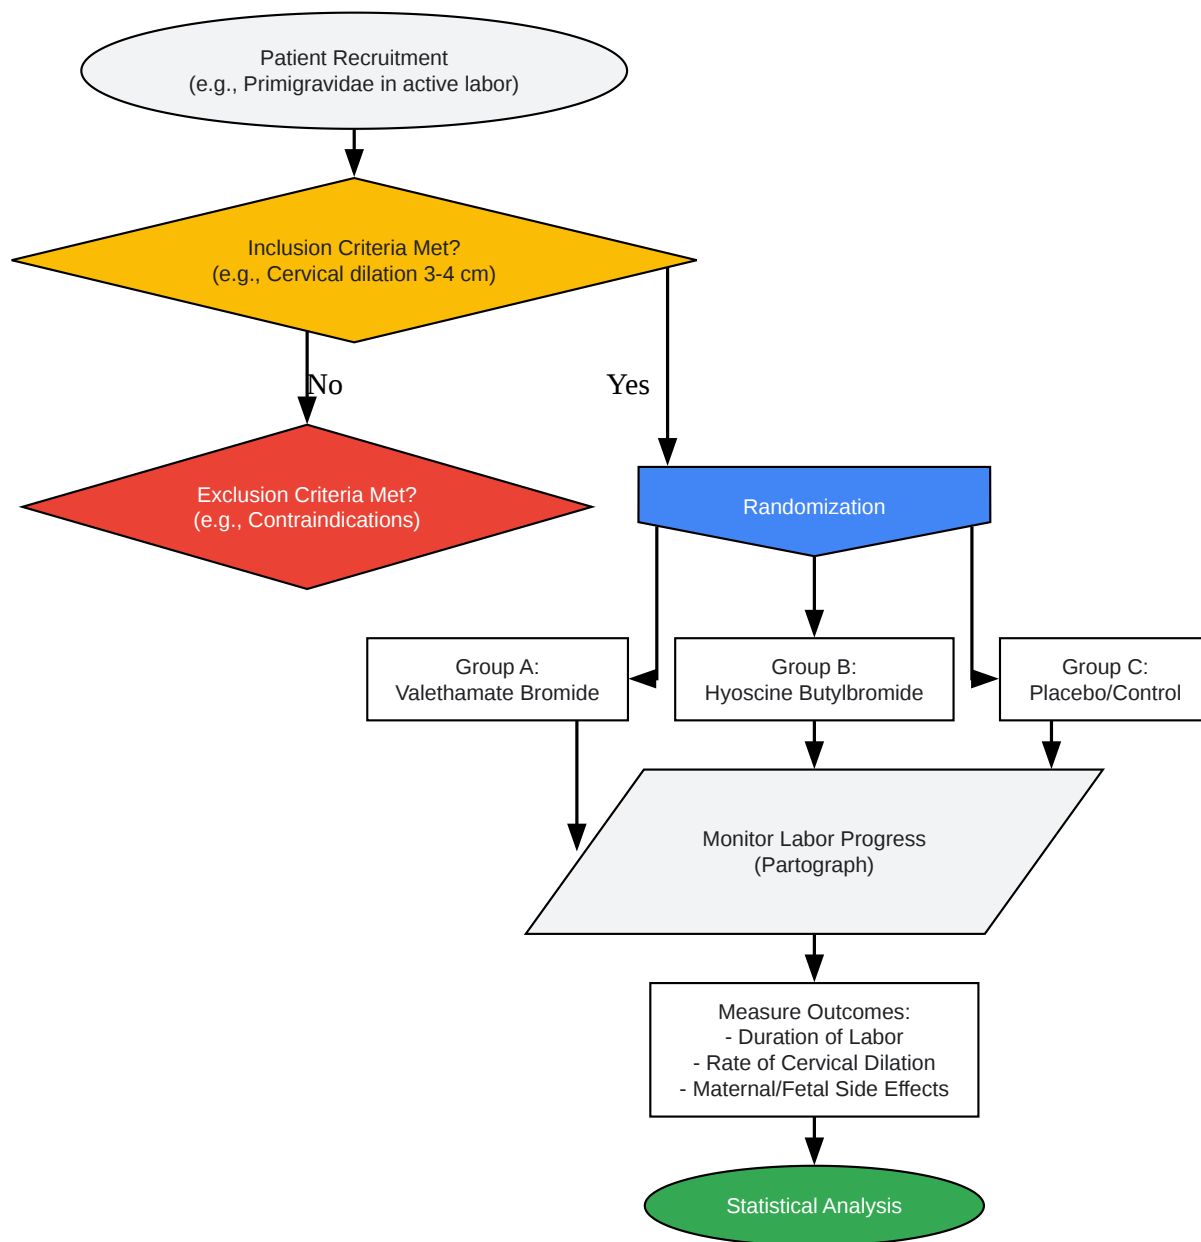 Patient Recruitment
(e.g., Primigravidae in active labor)
Inclusion Criteria Met?
(e.g., Cervical dilation 3-4 cm)
No
Yes
Exclusion Criteria Met?
(e.g., Contraindications)
Randomization
Group A:
Valethamate Bromide
Group B:
Hyoscine Butylbromide
Group C:
Placebo/Control
Monitor Labor Progress
(Partograph)
Measure Outcomes:
- Duration of Labor
- Rate of Cervical Dilation
- Maternal/Fetal Side Effects
Statistical Analysis